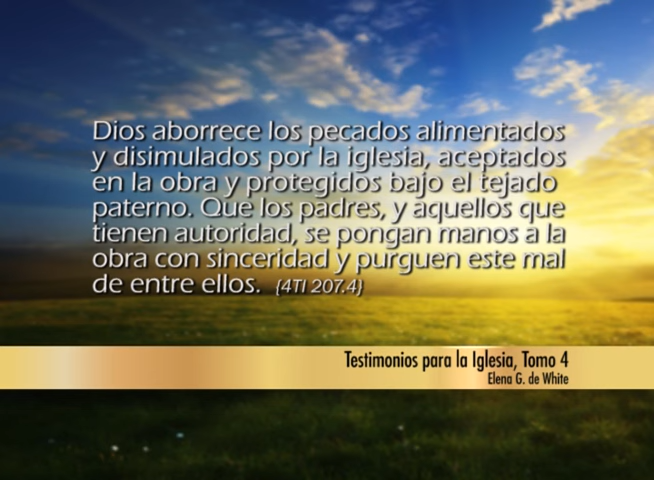 Dios aborrece los pecados alimentados
y disimulados por la iglesia, aceptados
en la obra y protegidos bajo el tejado
paterno. Que los padres, y aquellos que
tienen autoridad, se pongan manos a la
obra con sinceridad y purguen este mal
de entre ellos. {4TI 207.4}
Testimonios para la Iglesia, Tomo 4
Elena G. de White